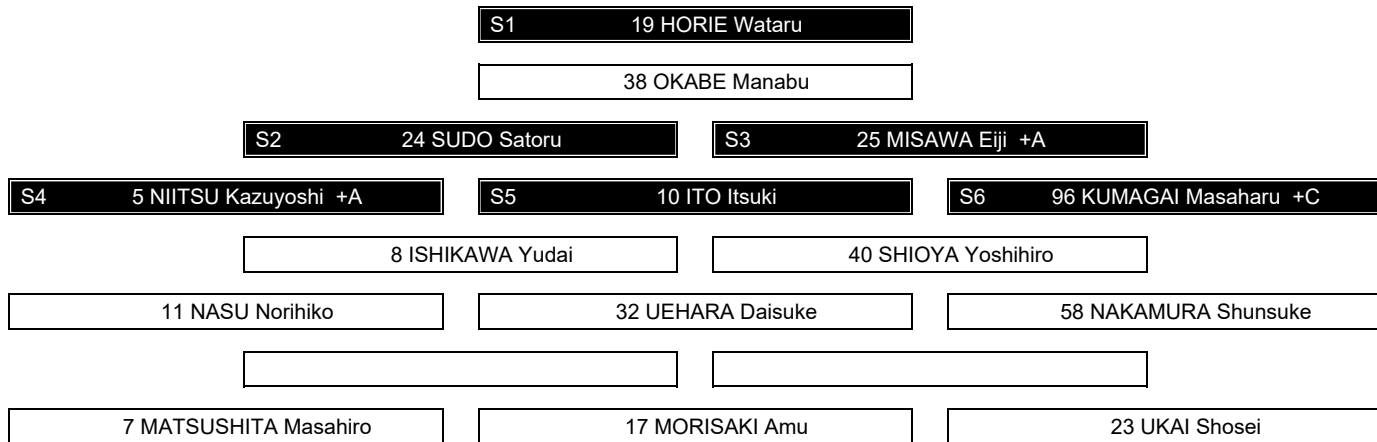 S1 19 HORIE Wataru
38 OKABE Manabu
S2 24 SUDO Satoru S3 25 MISAWA Eiji +A
S4 5 NIITSU Kazuyoshi +A S5 10 ITO Itsuki S6 96 KUMAGAI Masaharu +C
8 ISHIKAWA Yudai 40 SHIOYA Yoshihiro
11 NASU Norihiko 32 UEHARA Daisuke 58 NAKAMURA Shunsuke
7 MATSUSHITA Masahiro 17 MORISAKI Amu 23 UKAI Shosei